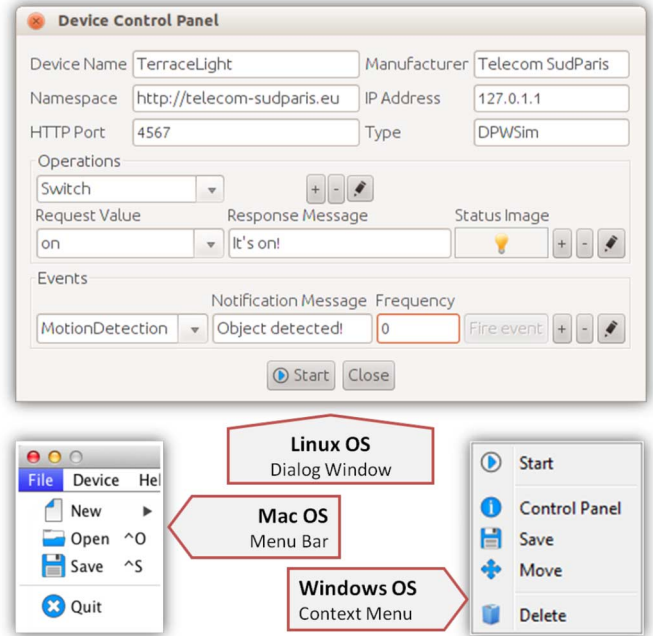 Device Control Panel
Device Name TerraceLight Manufacturer Telecom SudParis
Namespace http://telecom-sudparis.eu IP Address 127.0.1.1
HTTP Port 4567 Type DPWSim
Operations
Switch + -
Request Value Response Message Status Image
on It's on! + -
Events
Notification Message Frequency
MotionDetection Object detected! 0 Fire event + -
Start Close
Linux OS
Dialog Window
File Device Hel
New
Open ^O
Save ^S
Quit
Mac OS
Menu Bar
Windows OS
Context Menu
Start
Control Panel
Save
Move
Delete